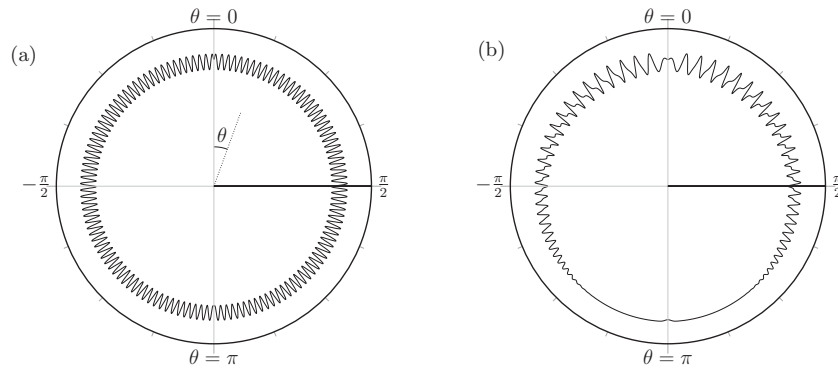 (a)
θ = 0
θ
−π/2
π/2
θ = π
(b)
θ = 0
−π/2
π/2
θ = π